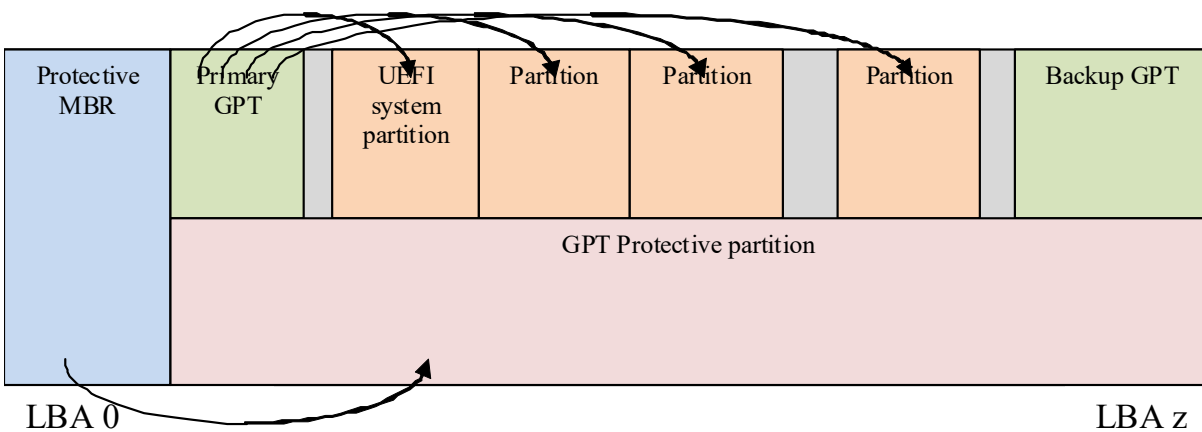 Protective
MBR
Primary
GPT
UEFI
system
partition
Partition
Partition
Partition
Backup GPT
GPT Protective partition
LBA 0
LBA z